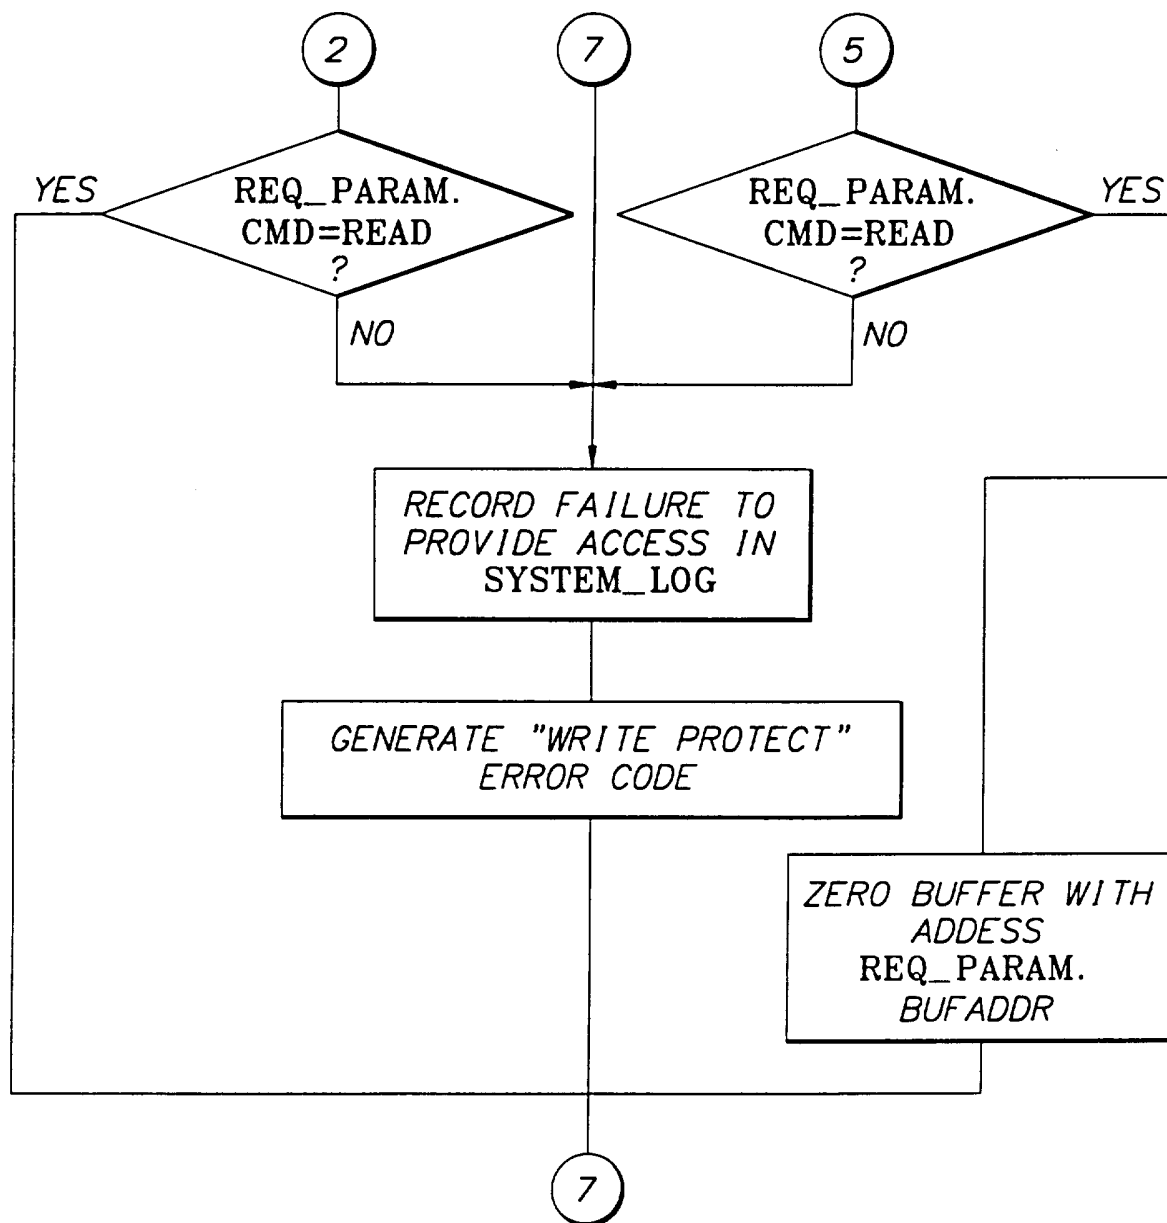 2
7
5
YES
REQ_PARAM.
CMD=READ
?
NO
REQ_PARAM.
CMD=READ
?
YES
NO
RECORD FAILURE TO
PROVIDE ACCESS IN
SYSTEM_LOG
GENERATE "WRITE PROTECT"
ERROR CODE
ZERO BUFFER WITH
ADDESS
REQ_PARAM.
BUFADDR
7